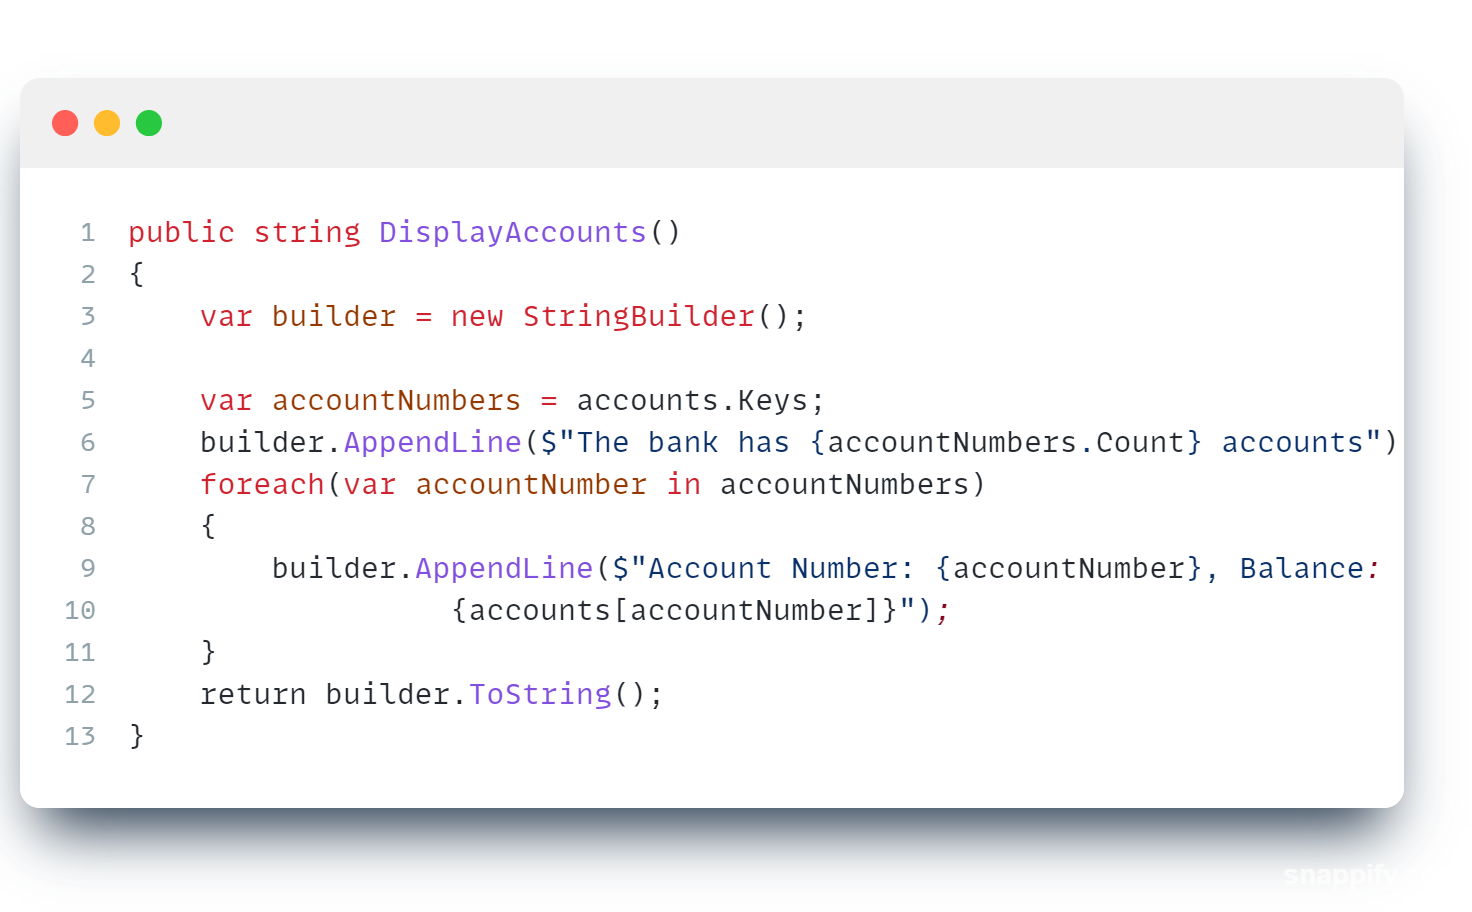 1 public string DisplayAccounts()
2 {
3     var builder = new StringBuilder();
4
5     var accountNumbers = accounts.Keys;
6     builder.AppendLine($"The bank has {accountNumbers.Count} accounts")
7     foreach(var accountNumber in accountNumbers)
8     {
9         builder.AppendLine($"Account Number: {accountNumber}, Balance:
10                   {accounts[accountNumber]}");
11     }
12     return builder.ToString();
13 }
snappify